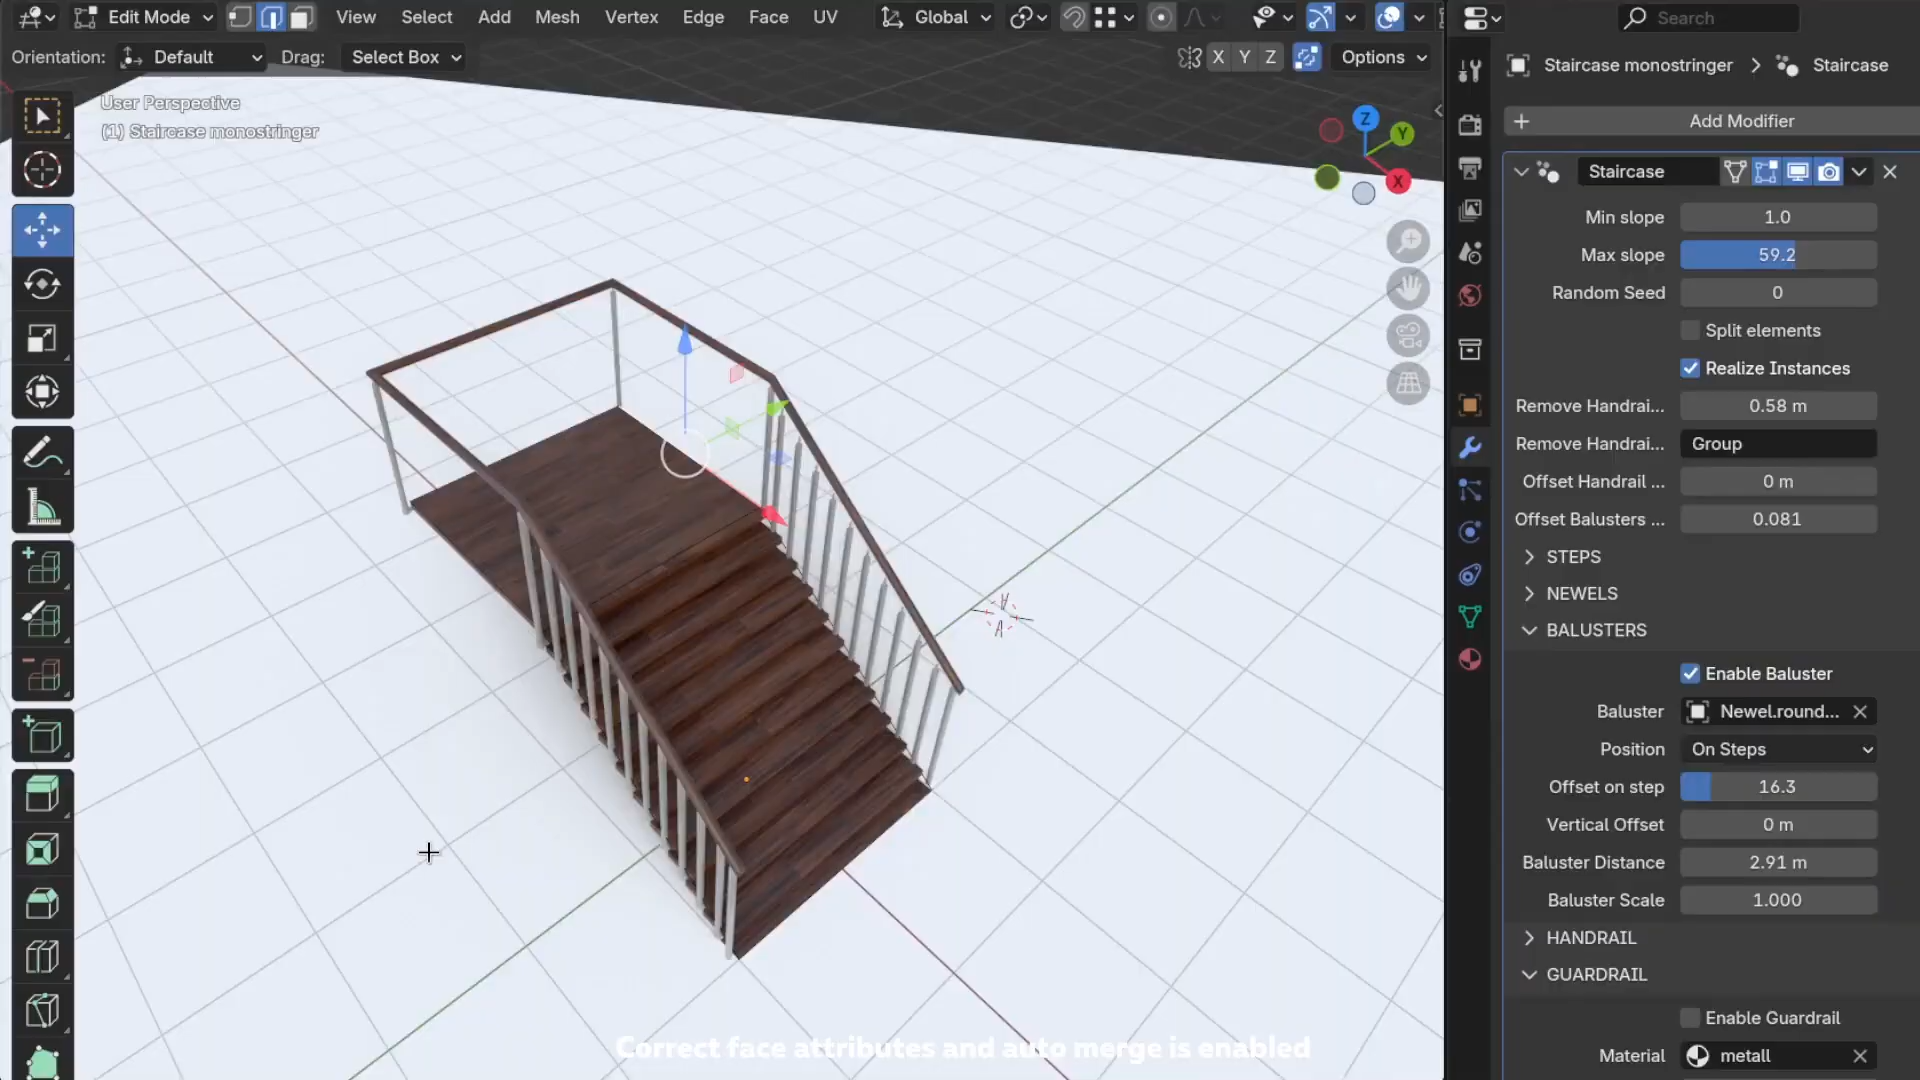 Edit Mode
View
Select
Add
Mesh
Vertex
Edge
Face
UV
Global
Search
Orientation:
Default
Drag:
Select Box
X
Y
Z
Options
Staircase monostringer
Staircase
User Perspective
(1) Staircase monostringer
Z
Y
X
Add Modifier
Staircase
Min slope 1.0
Max slope 59.2
Random Seed 0
Split elements
Realize Instances
Remove Handrai... 0.58 m
Remove Handrai... Group
Offset Handrail ... 0 m
Offset Balusters ... 0.081
STEPS
NEWELS
BALUSTERS
Enable Baluster
Baluster Newel.round...
Position On Steps
Offset on step 16.3
Vertical Offset 0 m
Baluster Distance 2.91 m
Baluster Scale 1.000
HANDRAIL
GUARDRAIL
Enable Guardrail
Material metall
Correct face attributes and auto merge is enabled